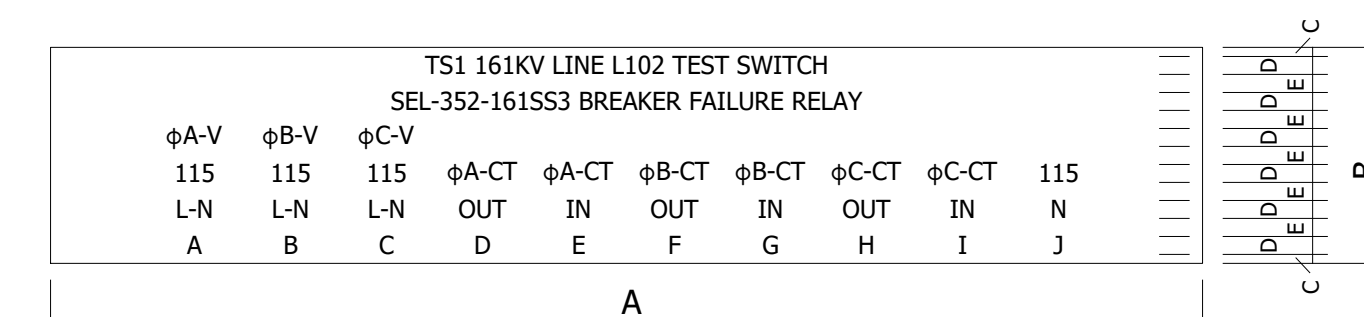 TS1 161KV LINE L102 TEST SWITCH
SEL-352-161SS3 BREAKER FAILURE RELAY
ϕA-V ϕB-V ϕC-V
115 115 115 ϕA-CT ϕA-CT ϕB-CT ϕB-CT ϕC-CT ϕC-CT 115
L-N L-N L-N OUT IN OUT IN OUT IN N
A B C D E F G H I J
A
C
D
E
D
E
D
E
D
E
D
E
D
C